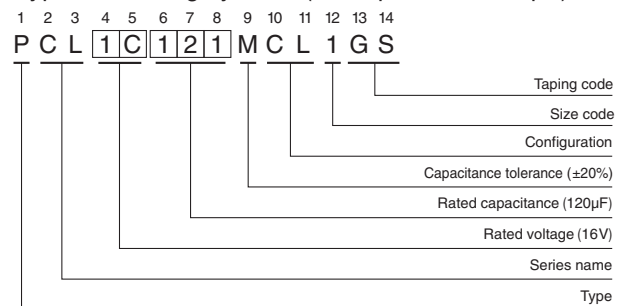 1 2 3 4 5 6 7 8 9 10 11 12 13 14
P C L 1 C 1 2 1 M C L 1 G S
Taping code
Size code
Configuration
Capacitance tolerance (±20%)
Rated capacitance (120µF)
Rated voltage (16V)
Series name
Type